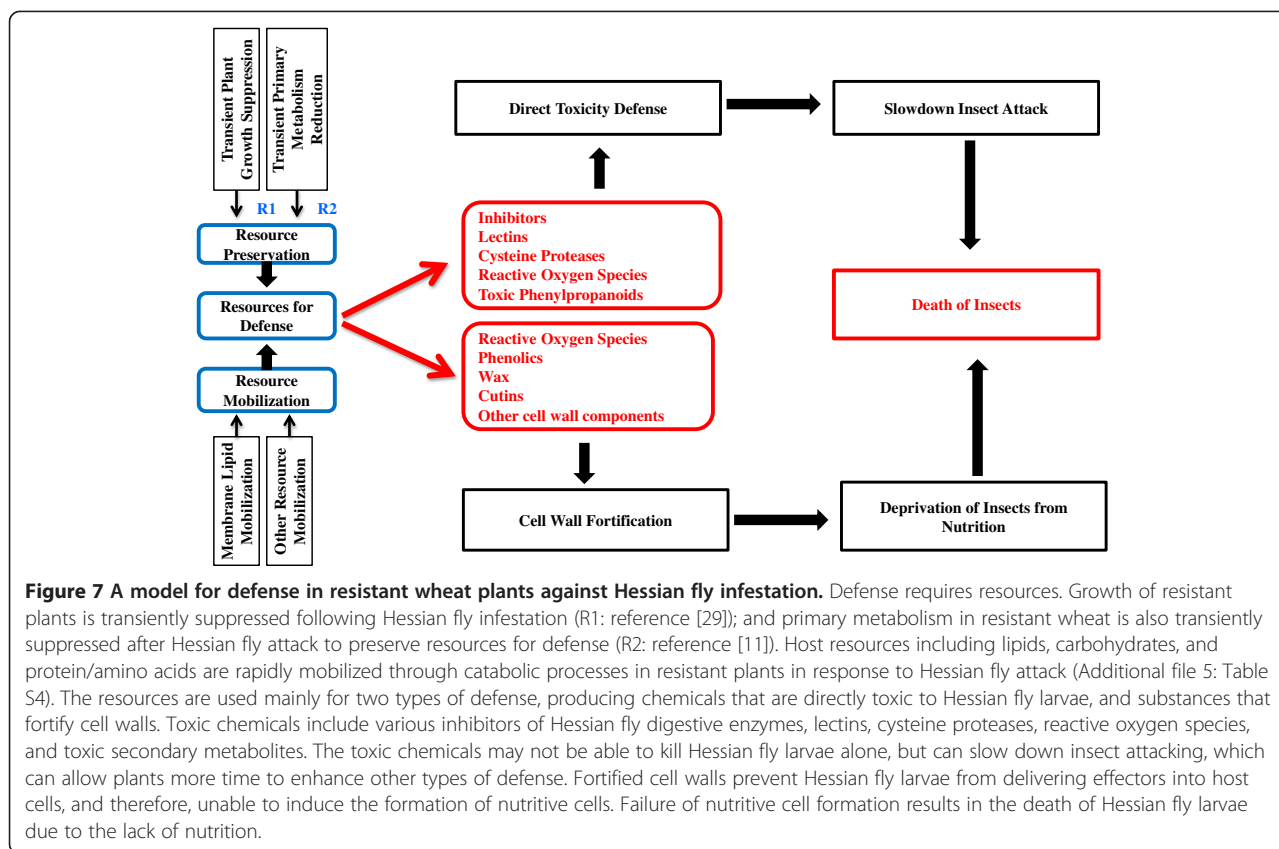 Transient Plant
Growth Suppression
Transient Primary
Metabolism
Reduction
R1
R2
Resource
Preservation
Resources for
Defense
Resource
Mobilization
Membrane Lipid
Mobilization
Other Resource
Mobilization
Direct Toxicity Defense
Slowdown Insect Attack
Inhibitors
Lectins
Cysteine Proteases
Reactive Oxygen Species
Toxic Phenylpropanoids
Reactive Oxygen Species
Phenolics
Wax
Cutins
Other cell wall components
Death of Insects
Cell Wall Fortification
Deprivation of Insects from
Nutrition
Figure 7 A model for defense in resistant wheat plants against Hessian fly infestation. Defense requires resources. Growth of resistant
plants is transiently suppressed following Hessian fly infestation (R1: reference [29]); and primary metabolism in resistant wheat is also transiently
suppressed after Hessian fly attack to preserve resources for defense (R2: reference [11]). Host resources including lipids, carbohydrates, and
protein/amino acids are rapidly mobilized through catabolic processes in resistant plants in response to Hessian fly attack (Additional file 5: Table
S4). The resources are used mainly for two types of defense, producing chemicals that are directly toxic to Hessian fly larvae, and substances that
fortify cell walls. Toxic chemicals include various inhibitors of Hessian fly digestive enzymes, lectins, cysteine proteases, reactive oxygen species,
and toxic secondary metabolites. The toxic chemicals may not be able to kill Hessian fly larvae alone, but can slow down insect attacking, which
can allow plants more time to enhance other types of defense. Fortified cell walls prevent Hessian fly larvae from delivering effectors into host
cells, and therefore, unable to induce the formation of nutritive cells. Failure of nutritive cell formation results in the death of Hessian fly larvae
due to the lack of nutrition.